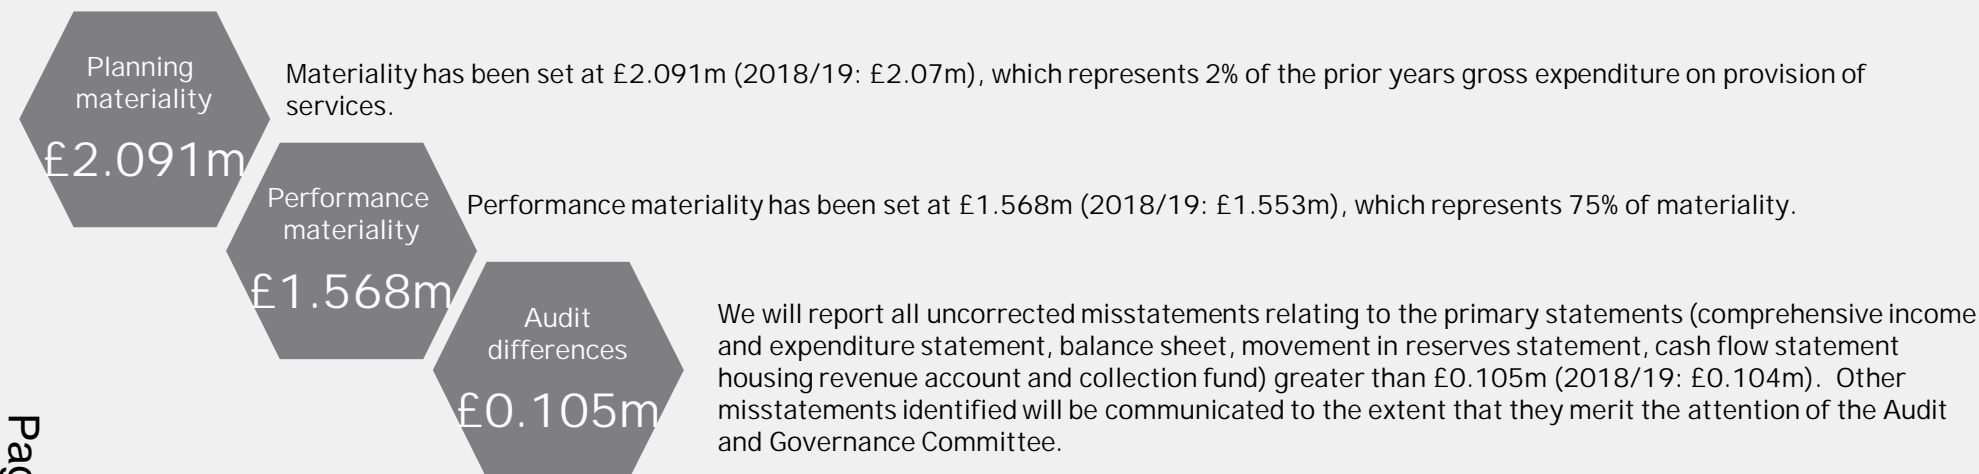 Planning
materiality
£2.091m
Materiality has been set at £2.091m (2018/19: £2.07m), which represents 2% of the prior years gross expenditure on provision of
services.
Performance
materiality
£1.568m
Performance materiality has been set at £1.568m (2018/19: £1.553m), which represents 75% of materiality.
Audit
differences
£0.105m
We will report all uncorrected misstatements relating to the primary statements (comprehensive income
and expenditure statement, balance sheet, movement in reserves statement, cash flow statement
housing revenue account and collection fund) greater than £0.105m (2018/19: £0.104m).  Other
misstatements identified will be communicated to the extent that they merit the attention of the Audit
and Governance Committee.